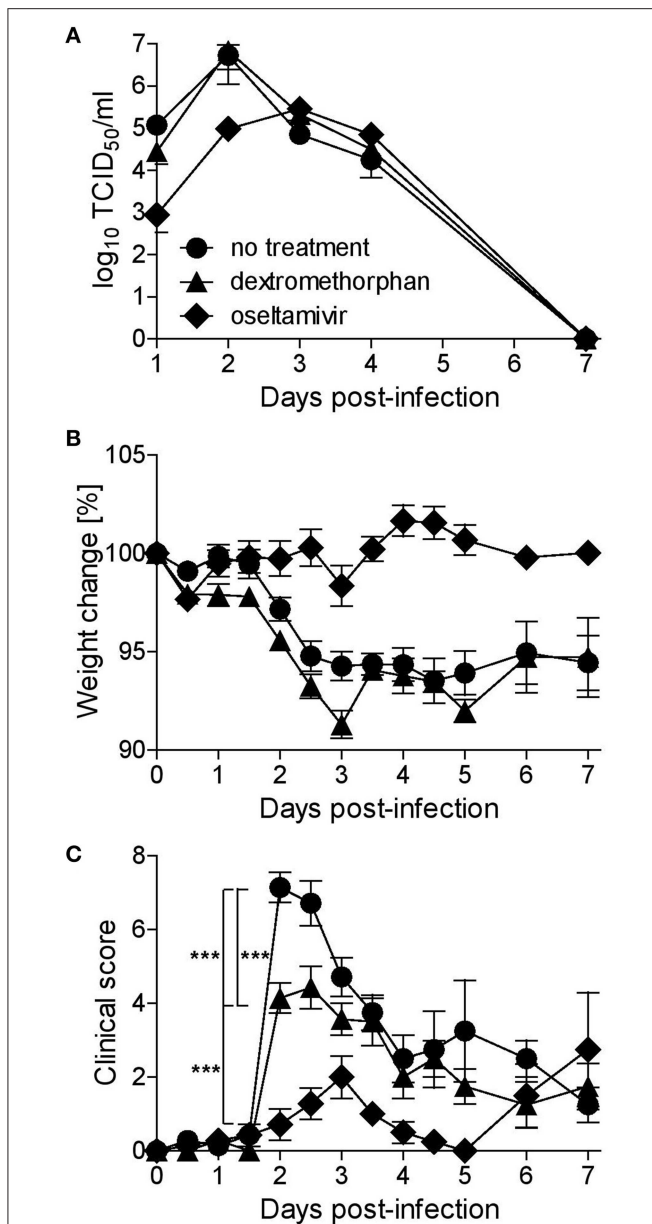 A
7
6
5
4
3
2
1
0
log10 TCID50/ml
no treatment
dextromethorphan
oseltamivir
1 2 3 4 5 6 7
Days post-infection
B
105
100
95
90
Weight change [%]
0 1 2 3 4 5 6 7
Days post-infection
C
8
6
4
2
0
Clinical score
*** ***
***
0 1 2 3 4 5 6 7
Days post-infection